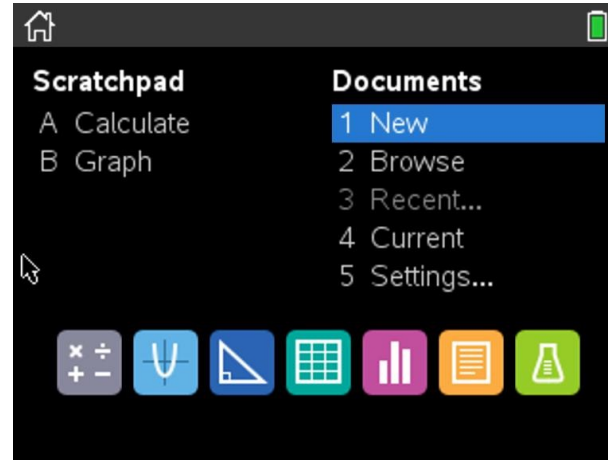 Scratchpad
A Calculate
B Graph
Documents
1 New
2 Browse
3 Recent...
4 Current
5 Settings...